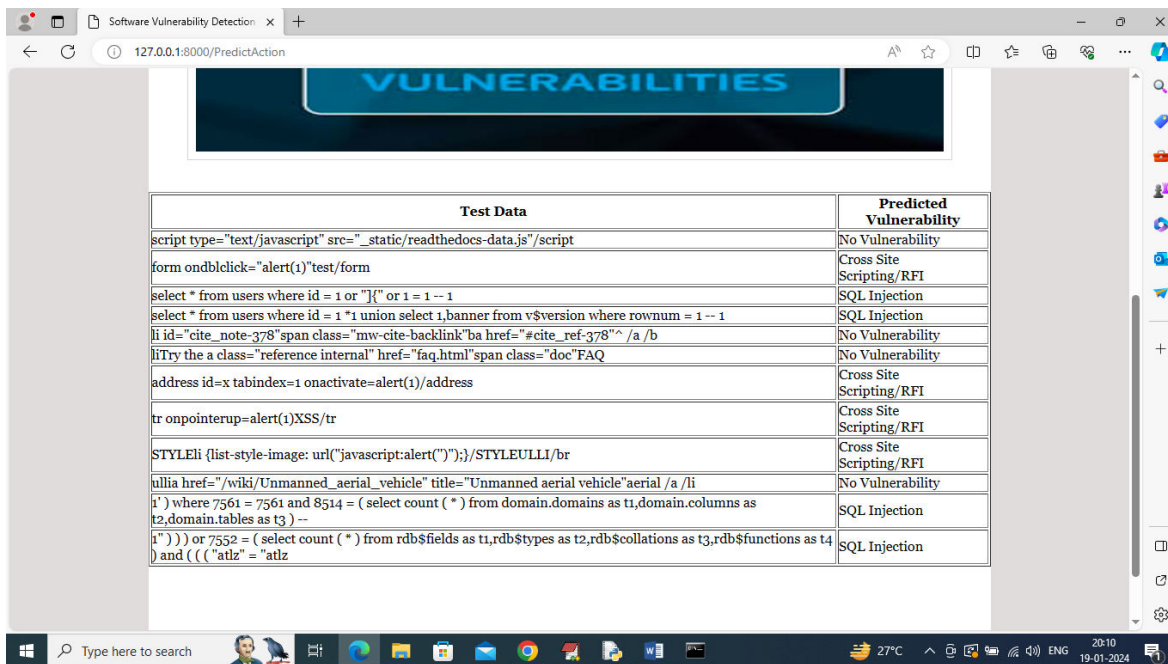 Software Vulnerability Detection
127.0.0.1:8000/PredictAction
VULNERABILITIES
Test Data
Predicted
Vulnerability
script type="text/javascript" src="_static/readthedocs-data.js"/script
No Vulnerability
form ondblclick="alert(1)"test/form
Cross Site
Scripting/RFI
select * from users where id = 1 or "]{" or 1 = 1 -- 1
SQL Injection
select * from users where id = 1 *1 union select 1,banner from v$version where rownum = 1 -- 1
SQL Injection
li id="cite_note-378"span class="mw-cite-backlink"ba href="#cite_ref-378"^ /a /b
No Vulnerability
liTry the a class="reference internal" href="faq.html"span class="doc"FAQ
No Vulnerability
address id=x tabindex=1 onactivate=alert(1)/address
Cross Site
Scripting/RFI
tr onpointerup=alert(1)XSS/tr
Cross Site
Scripting/RFI
STYLEli {list-style-image: url("javascript:alert('')");}/STYLEULLI/br
Cross Site
Scripting/RFI
ullia href="/wiki/Unmanned_aerial_vehicle" title="Unmanned aerial vehicle"aerial /a /li
No Vulnerability
1' ) where 7561 = 7561 and 8514 = ( select count ( * ) from domain.domains as t1,domain.columns as
t2,domain.tables as t3 ) --
SQL Injection
1" ) ) ) or 7552 = ( select count ( * ) from rdb$fields as t1,rdb$types as t2,rdb$collations as t3,rdb$functions as t4
) and ( ( ( "atlz" = "atlz
SQL Injection
Type here to search
27°C
ENG
20:10
19-01-2024